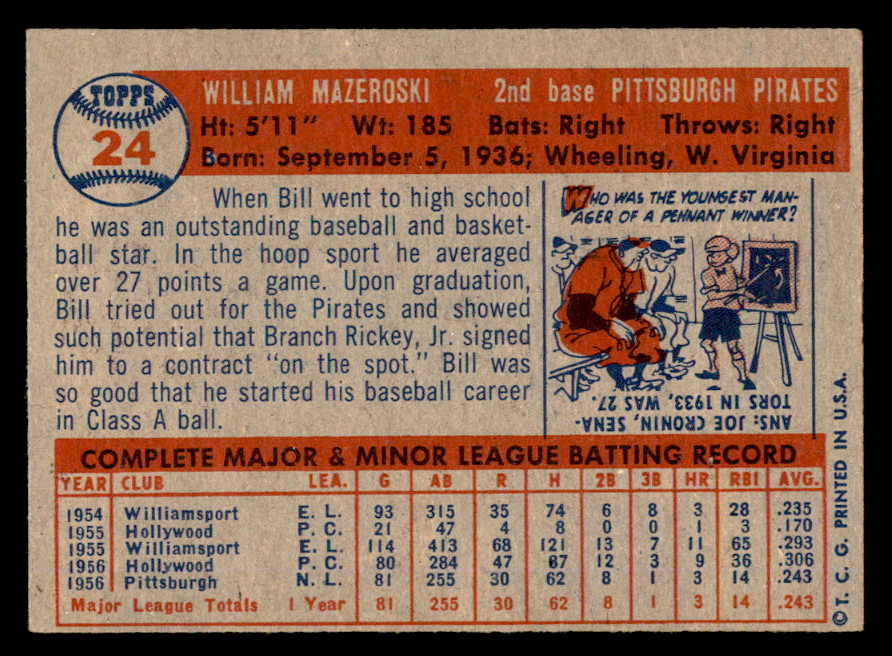 TOPPS
24
WILLIAM MAZEROSKI 2nd base PITTSBURGH PIRATES
Ht: 5'11" Wt: 185 Bats: Right Throws: Right
Born: September 5, 1936; Wheeling, W. Virginia
When Bill went to high school
he was an outstanding baseball and basket-
ball star. In the hoop sport he averaged
over 27 points a game. Upon graduation,
Bill tried out for the Pirates and showed
such potential that Branch Rickey, Jr. signed
him to a contract "on the spot." Bill was
so good that he started his baseball career
in Class A ball.
WHO WAS THE YOUNGEST MAN-
AGER OF A PENNANT WINNER?
ANS: JOE CRONIN, SENA-
TORS IN 1933, WAS 27.
COMPLETE MAJOR & MINOR LEAGUE BATTING RECORD
YEAR CLUB LEA. G AB R H 2B 3B HR RBI AVG.
1954 Williamsport E. L. 93 315 35 74 6 8 3 28 .235
1955 Hollywood P. C. 21 47 4 8 0 0 1 3 .170
1955 Williamsport E. L. 114 413 68 121 13 7 11 65 .293
1956 Hollywood P. C. 80 284 47 87 12 3 9 36 .306
1956 Pittsburgh N. L. 81 255 30 62 8 1 3 14 .243
Major League Totals 1 Year 81 255 30 62 8 1 3 14 .243
© T. C. G. PRINTED IN U.S.A.